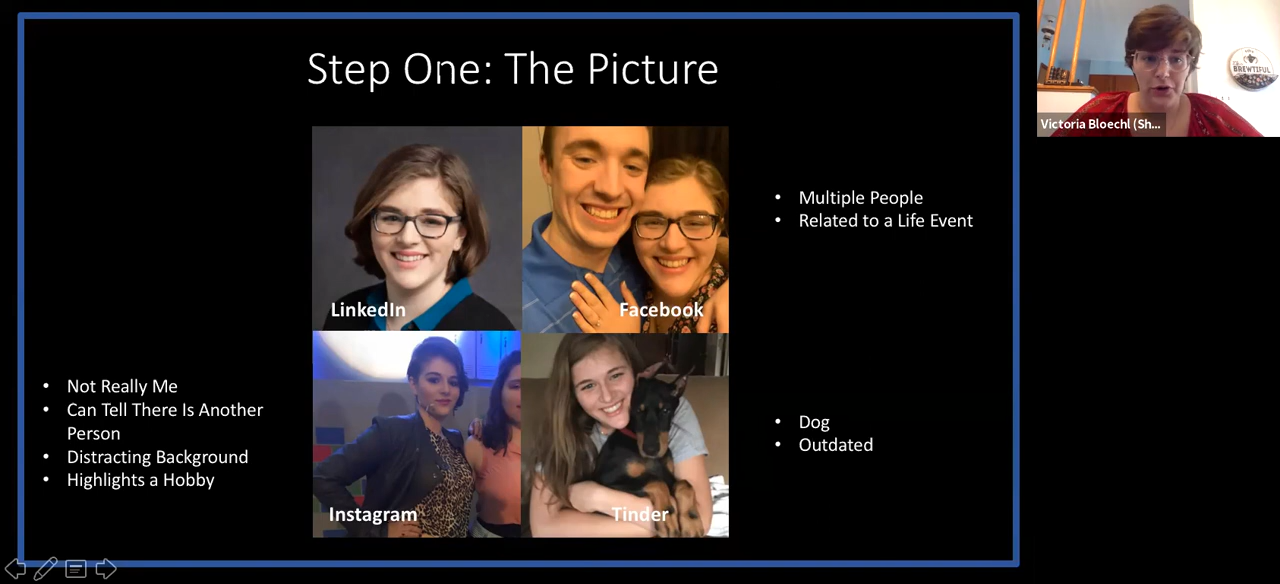 Step One: The Picture
LinkedIn
Facebook
Instagram
Tinder
• Multiple People
• Related to a Life Event
• Not Really Me
• Can Tell There Is Another
Person
• Distracting Background
• Highlights a Hobby
• Dog
• Outdated
BREWTIFUL
Victoria Bloechl (Sh...